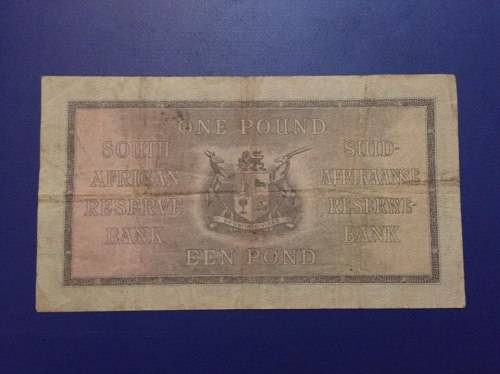 ONE POUND
SOUTH
AFRICAN
RESERVE
BANK
SUID-
AFRIKAANSE
RESERWE-
BANK
EEN POND